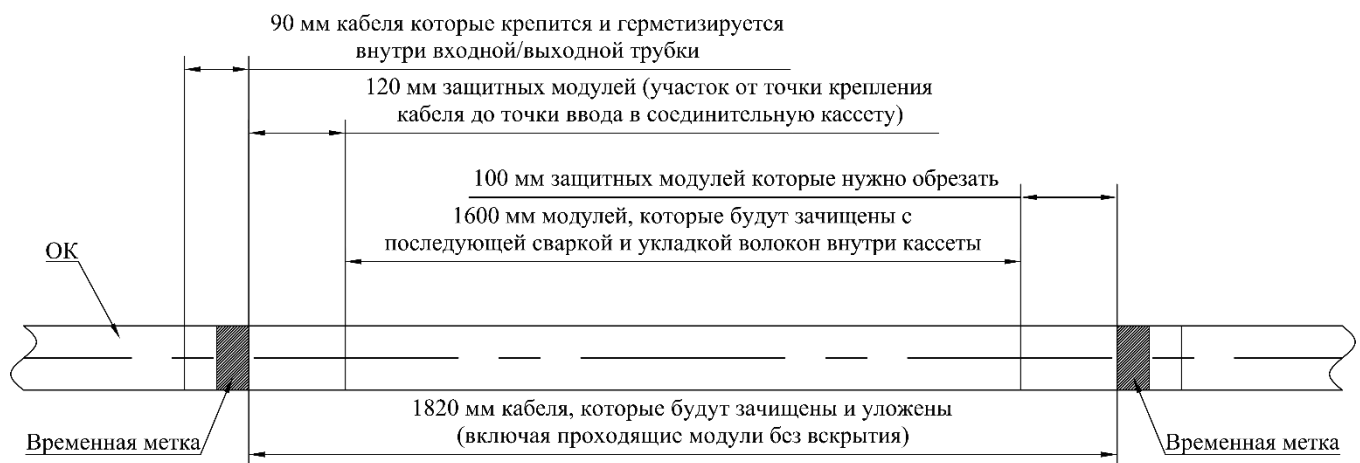 90 мм кабеля которые крепится и герметизируется
внутри входной/выходной трубки
120 мм защитных модулей (участок от точки крепления
кабеля до точки ввода в соединительную кассету)
100 мм защитных модулей которые нужно обрезать
1600 мм модулей, которые будут зачищены с
последующей сваркой и укладкой волокон внутри кассеты
ОК
1820 мм кабеля, которые будут зачищены и уложены
(включая проходящие модули без вскрытия)
Временная метка
Временная метка